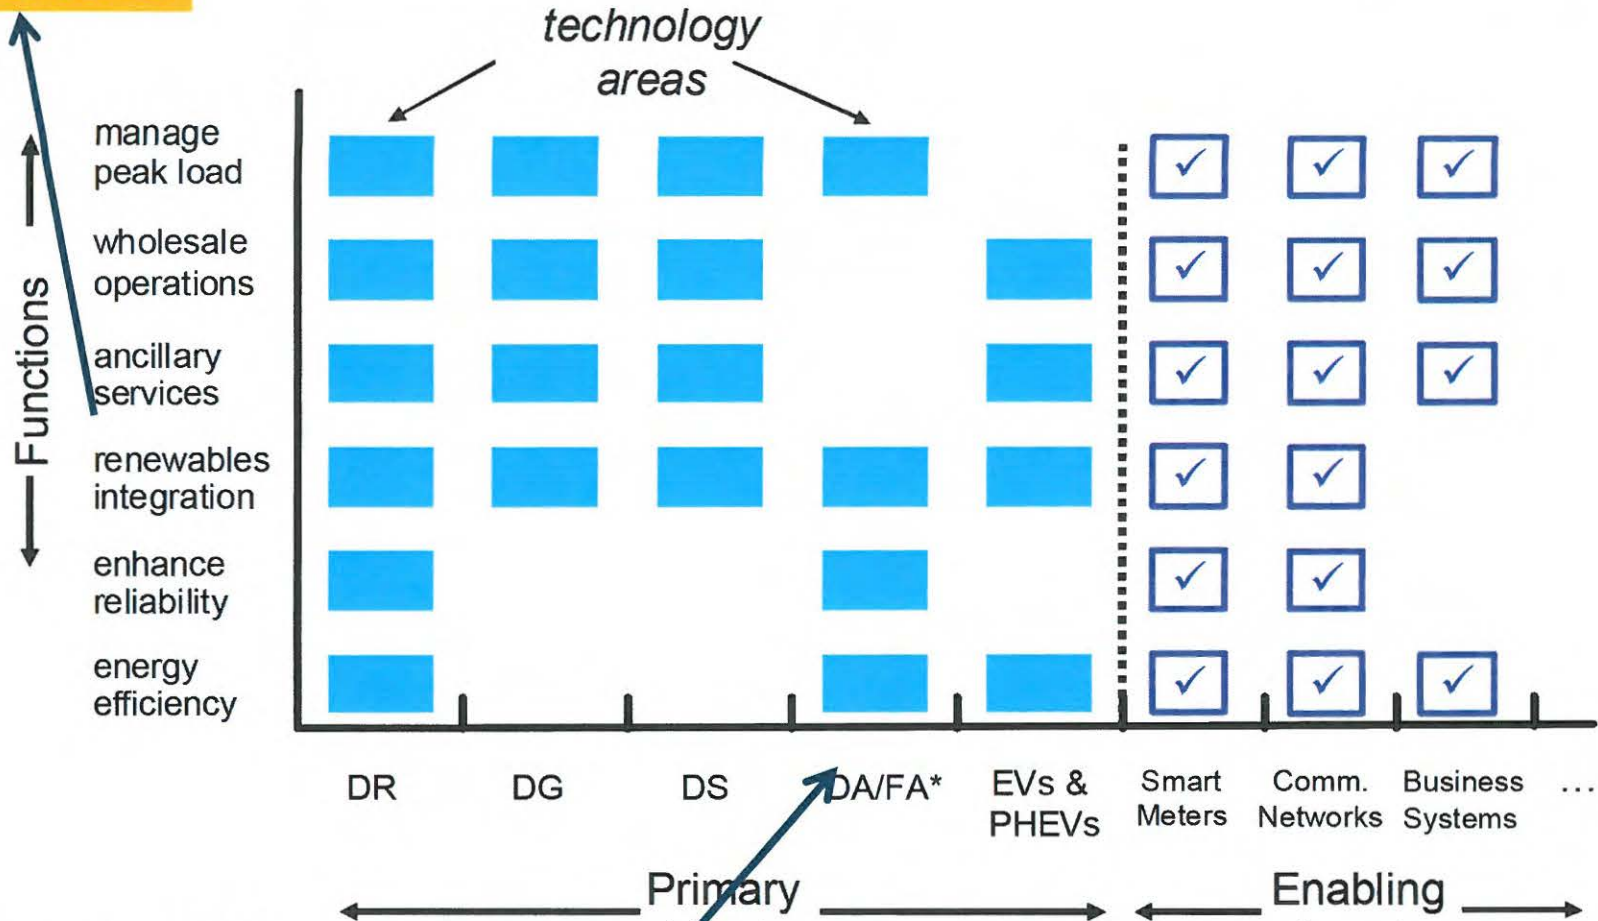 technology
areas
manage
peak load
wholesale
operations
ancillary
services
renewables
integration
enhance
reliability
energy
efficiency
Functions
DR
DG
DS
DA/FA*
EVs &
PHEVs
Smart
Meters
Comm.
Networks
Business
Systems
...
Primary
Enabling